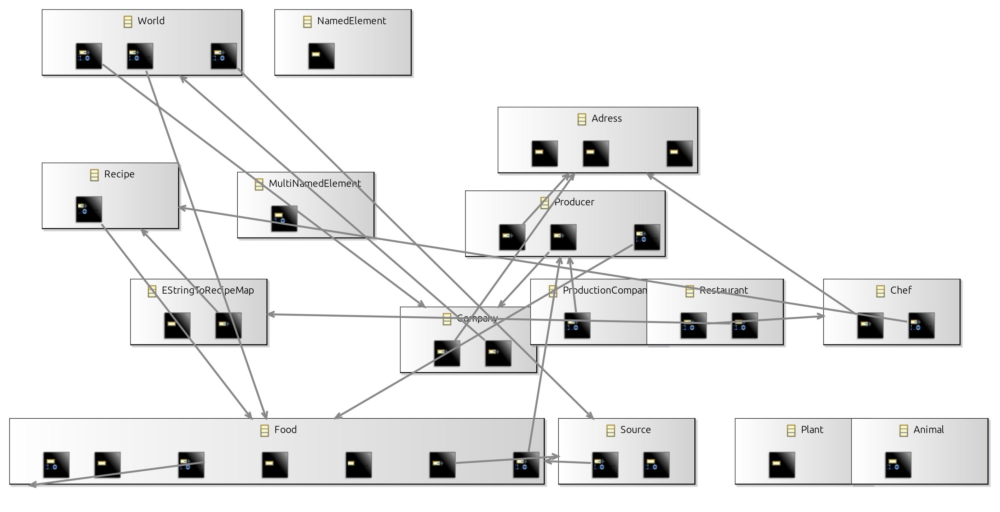 World
NamedElement
Adress
Recipe
MultiNamedElement
Producer
EStringToRecipeMap
ProductionCompan
Restaurant
Chef
Company
Food
Source
Plant
Animal